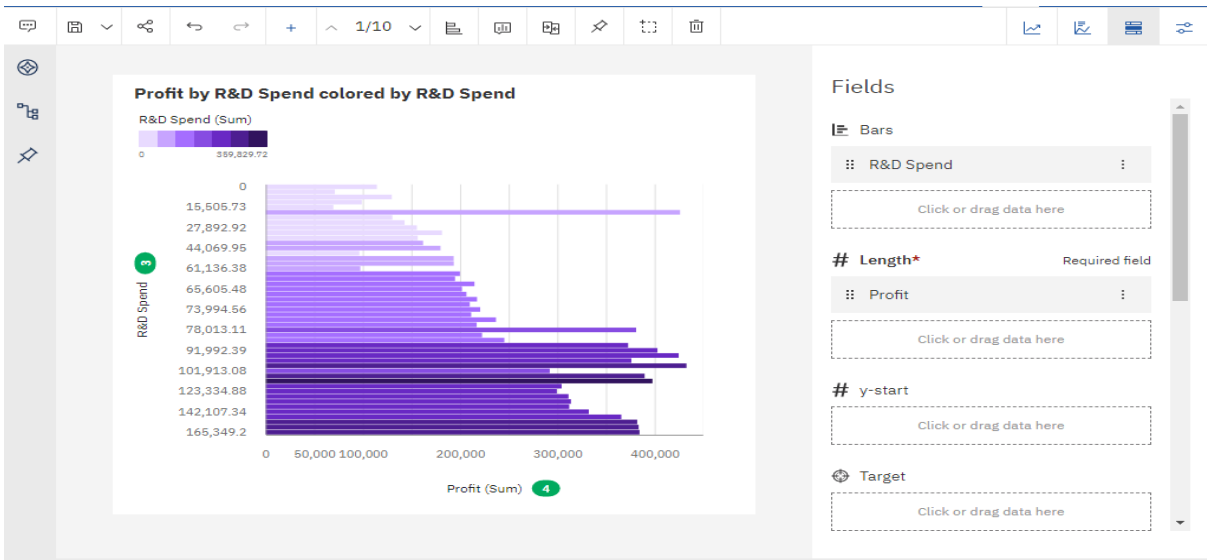 1/10
Profit by R&D Spend colored by R&D Spend
R&D Spend (Sum)
0 359,829.72
0
15,505.73
27,892.92
44,069.95
61,136.38
65,605.48
73,994.56
78,013.11
91,992.39
101,913.08
123,334.88
142,107.34
165,349.2
R&D Spend 3
0 50,000 100,000 200,000 300,000 400,000
Profit (Sum) 4
Fields
Bars
R&D Spend
Click or drag data here
# Length* Required field
Profit
Click or drag data here
# y-start
Click or drag data here
Target
Click or drag data here